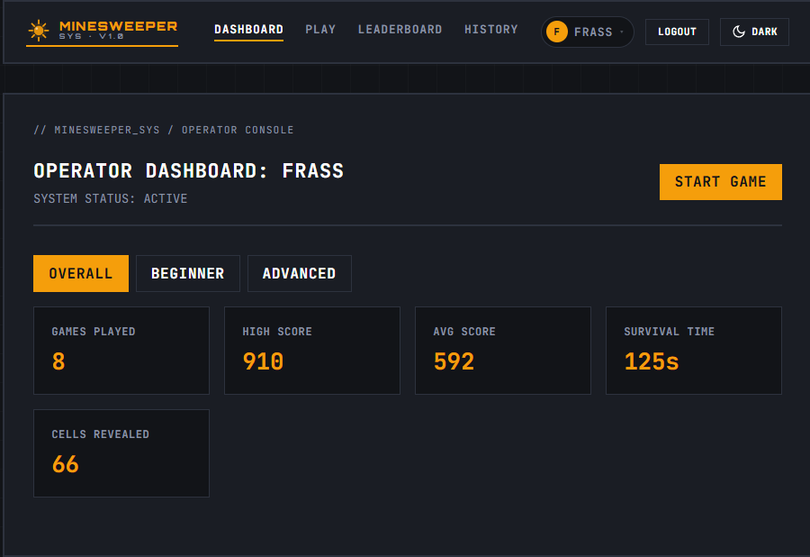 MINESWEEPER
SYS · V1.0
DASHBOARD PLAY LEADERBOARD HISTORY F FRASS LOGOUT DARK
// MINESWEEPER_SYS / OPERATOR CONSOLE
OPERATOR DASHBOARD: FRASS
START GAME
SYSTEM STATUS: ACTIVE
OVERALL BEGINNER ADVANCED
GAMES PLAYED
8
HIGH SCORE
910
AVG SCORE
592
SURVIVAL TIME
125s
CELLS REVEALED
66